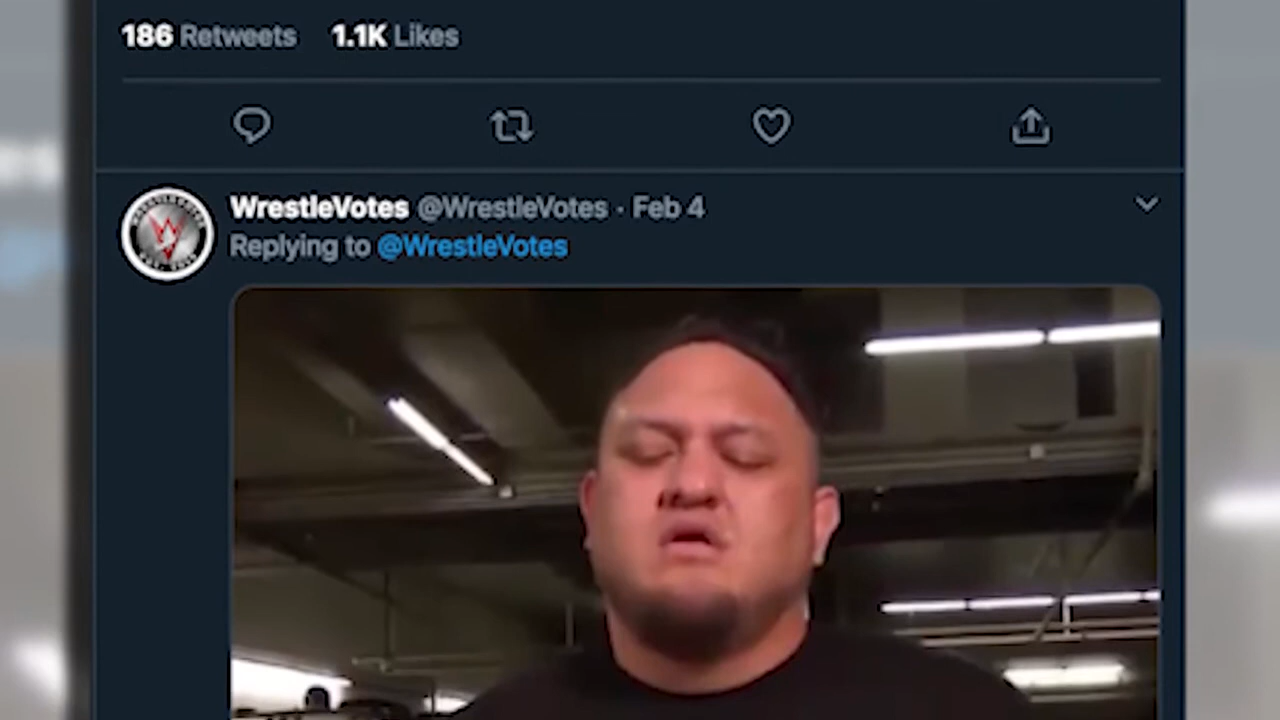 186 Retweets 1.1K Likes
WrestleVotes @WrestleVotes · Feb 4
Replying to @WrestleVotes